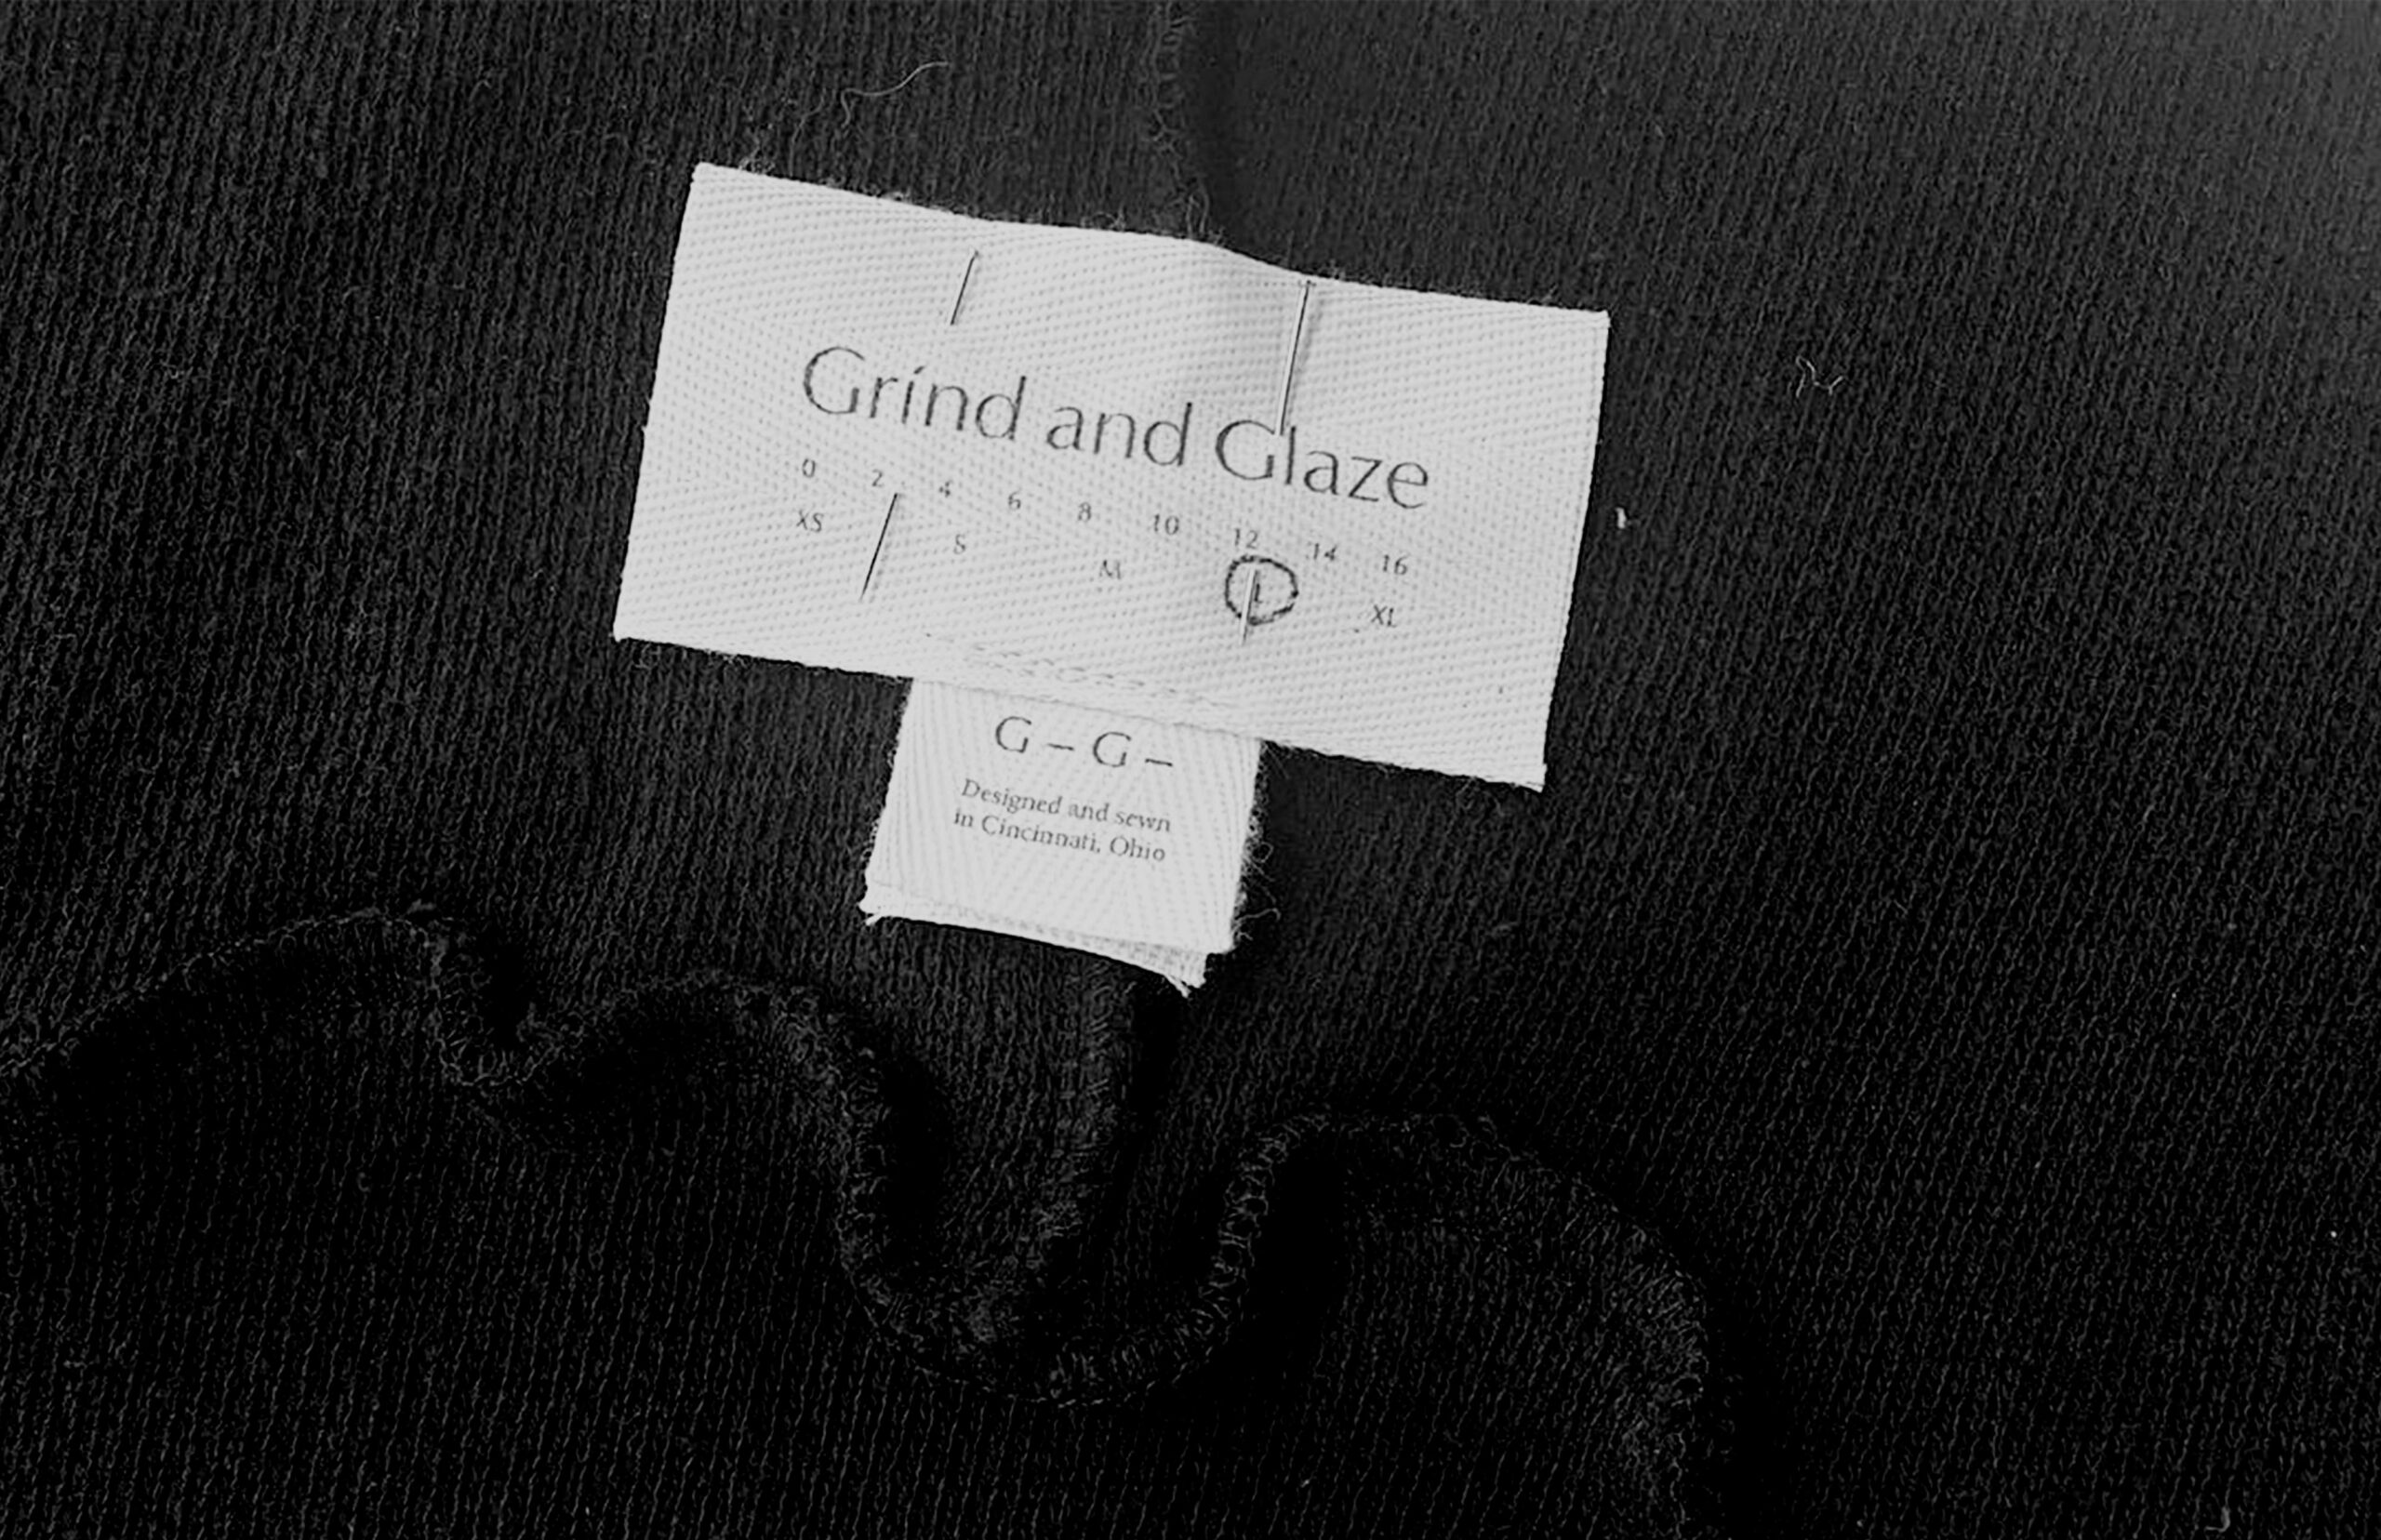 Grind and Glaze
0 2 4 6 8 10 12 14 16
XS S M L XL
G – G –
Designed and sewn
in Cincinnati, Ohio